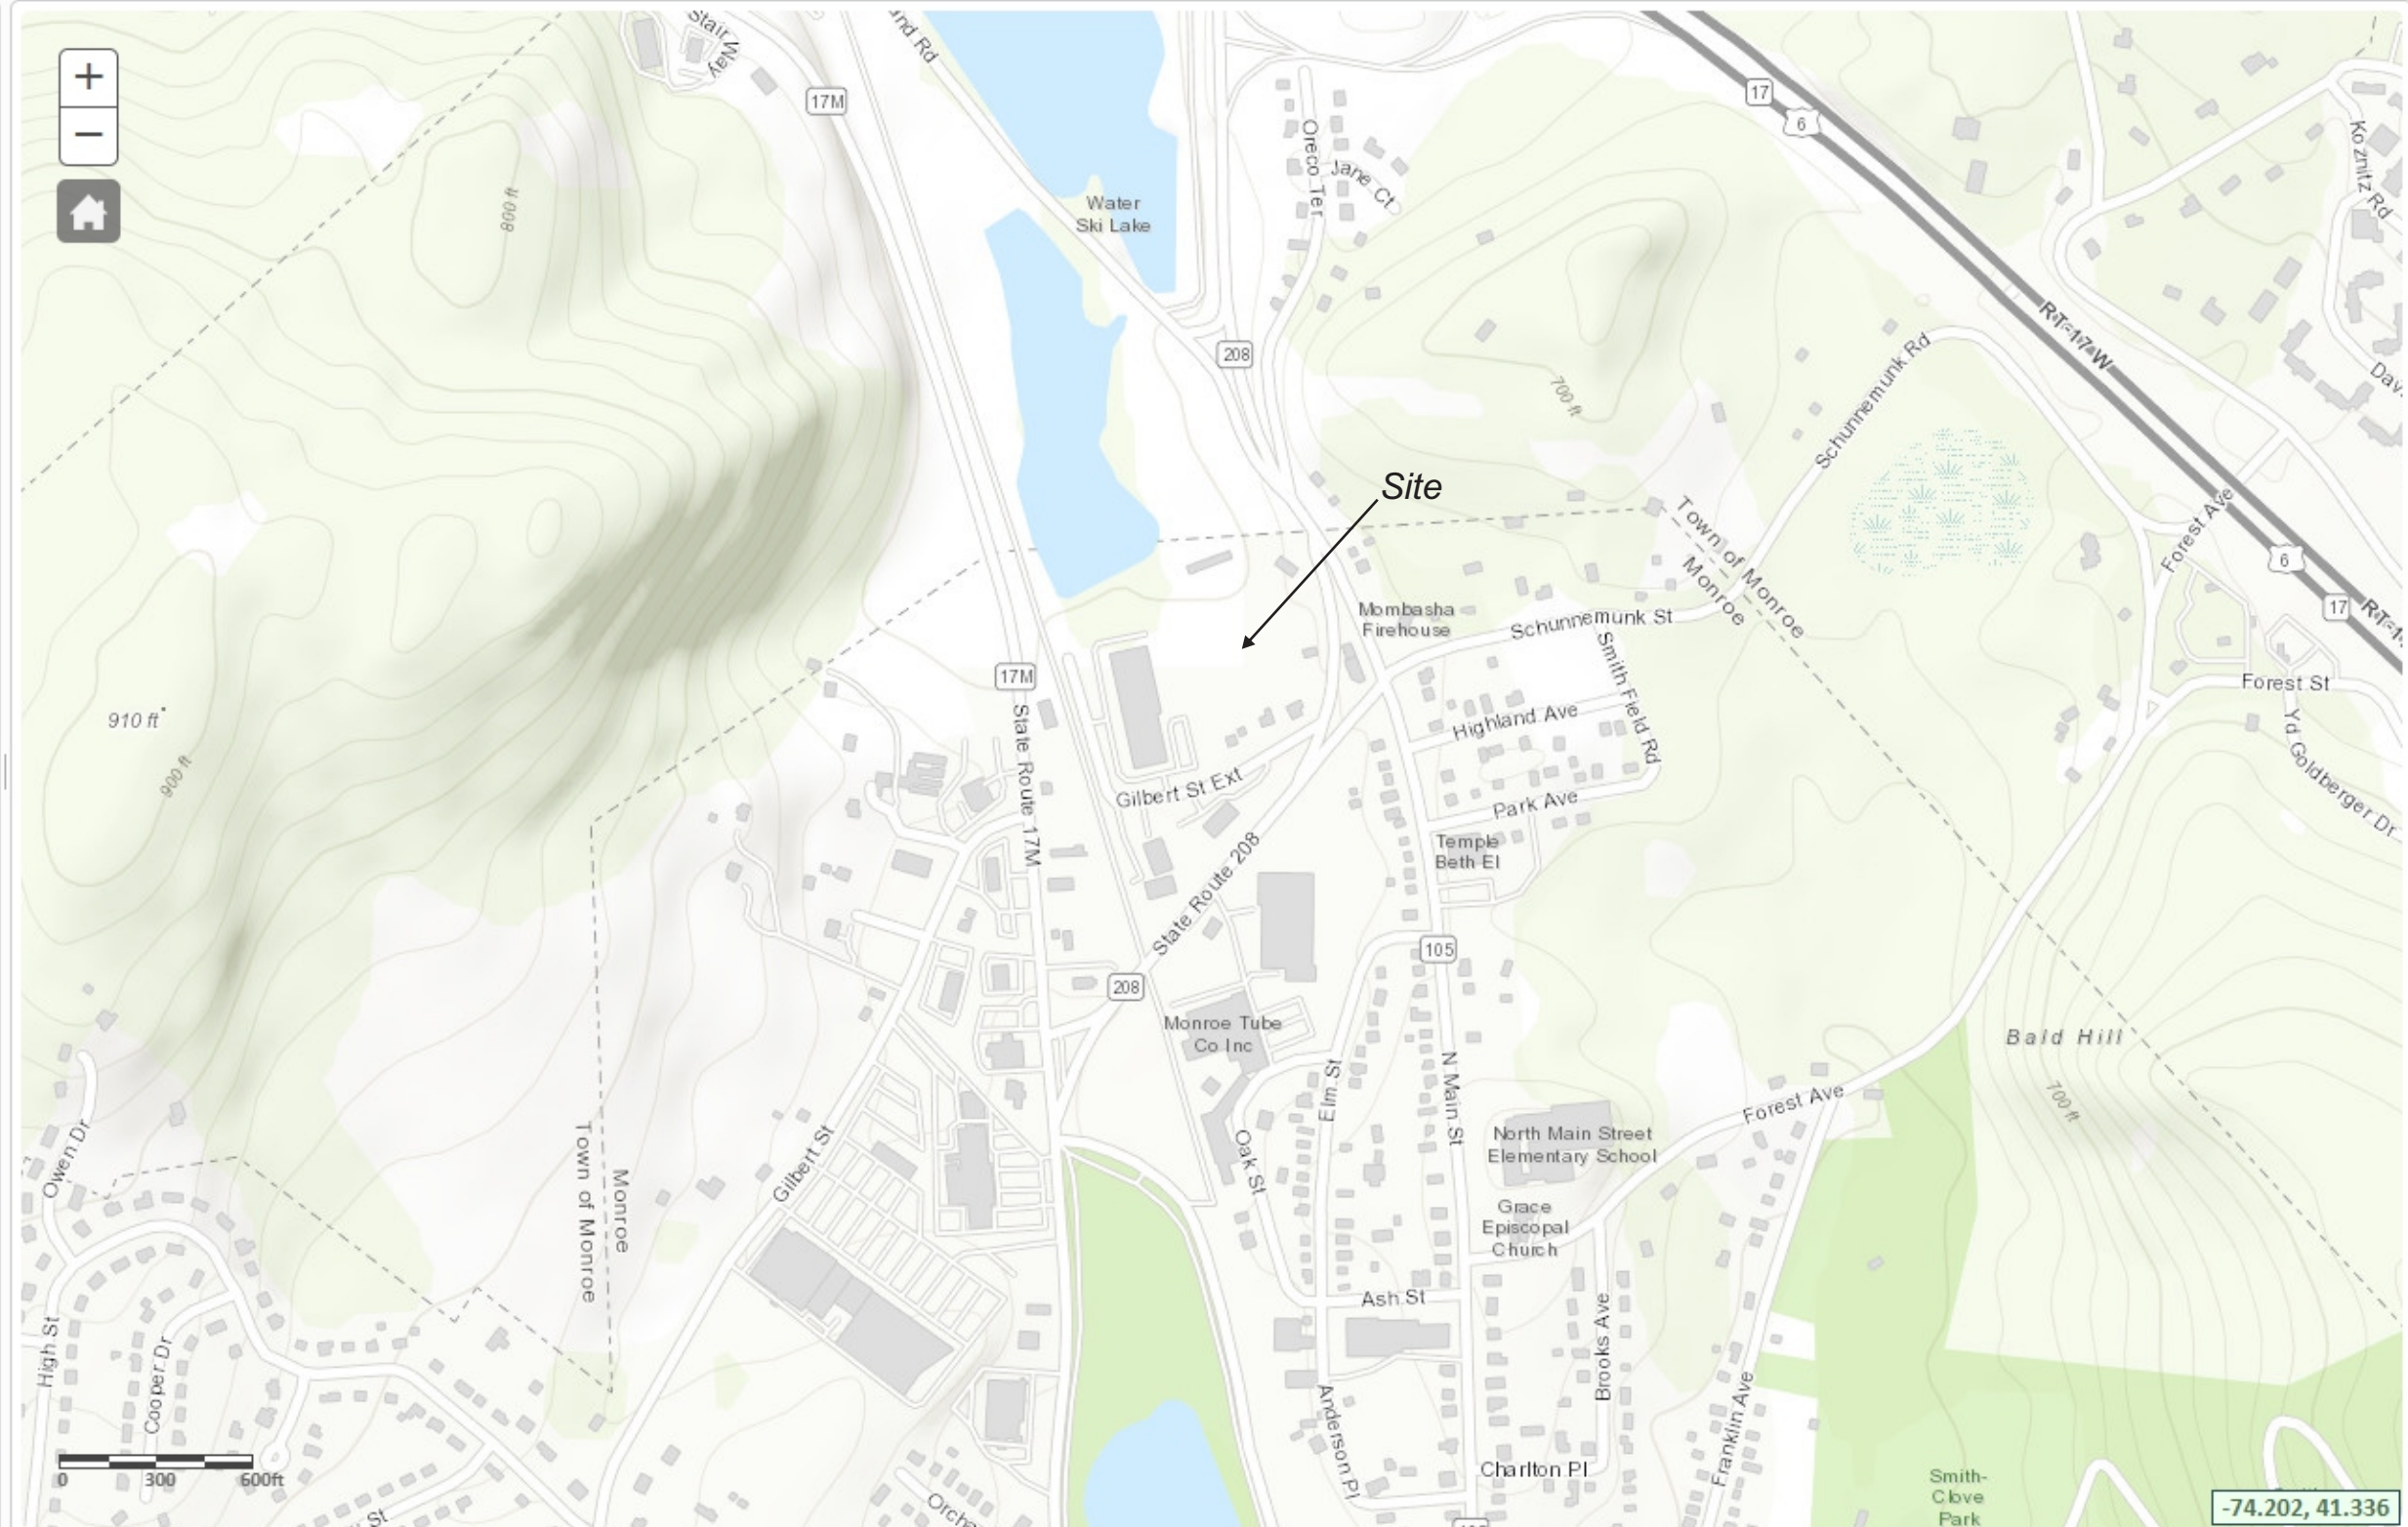 +
−
Stair Way
17M
Water
Ski Lake
Oreco Ter
Jane Ct
17
6
Koznitz Rd
800 ft
208
700 ft
RT-17 W
Schunnemunk Rd
Site
Forest Ave
6
17
Town of Monroe
Monroe
Mombasha
Firehouse
Schunnemunk St
Smith Field Rd
Forest St
Yd Goldberger Dr
17M
State Route 17M
910 ft
900 ft
Highland Ave
Gilbert St Ext
Park Ave
Temple
Beth El
State Route 208
105
208
Monroe Tube
Co Inc
Bald Hill
700 ft
Elm St
N Main St
Forest Ave
North Main Street
Elementary School
Oak St
Gilbert St
Owen Dr
Monroe
Town of Monroe
Grace
Episcopal
Church
Ash St
Brooks Ave
High St
Cooper Dr
Anderson Pl
Franklin Ave
Charlton Pl
0 300 600ft
Smith-
Clove
Park
-74.202, 41.336